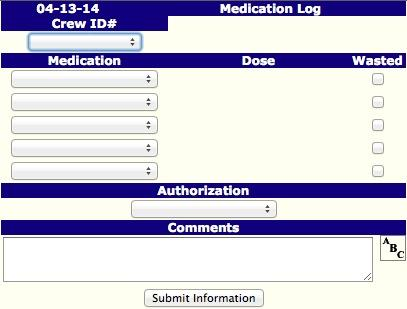 04-13-14 Medication Log
Crew ID#
Medication Dose Wasted
Authorization
Comments
ABC
Submit Information